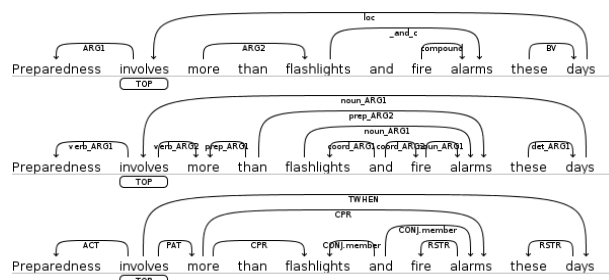 loc
_and_c
ARG1 ARG2 compound BV
Preparedness involves more than flashlights and fire alarms these days
TOP
noun_ARG1
prep_ARG2
noun_ARG1
verb_ARG1 verb_ARG2 prep_ARG1 coord_ARG1 coord_ARG2 noun_ARG1 det_ARG1
Preparedness involves more than flashlights and fire alarms these days
TOP
TWHEN
CPR
CONJ.member
ACT PAT CPR CONJ.member RSTR RSTR
Preparedness involves more than flashlights and fire alarms these days
TOP